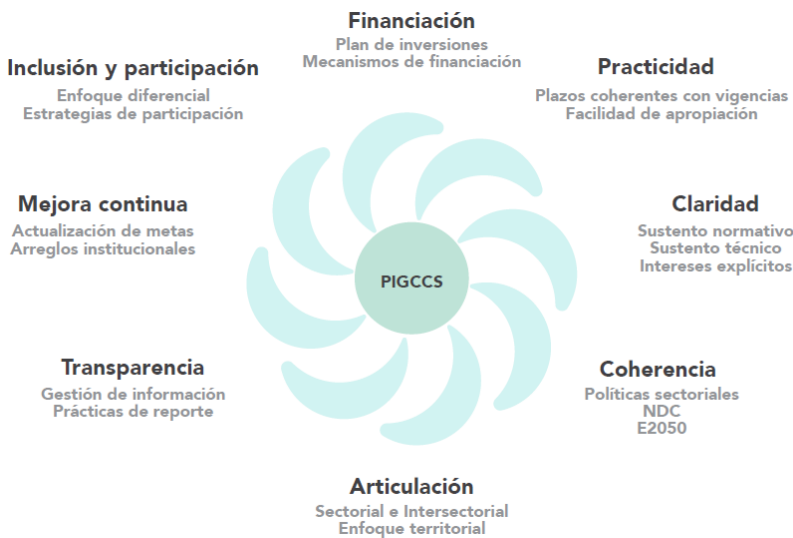 Financiación
Plan de inversiones
Mecanismos de financiación
Practicidad
Plazos coherentes con vigencias
Facilidad de apropiación
Claridad
Sustento normativo
Sustento técnico
Intereses explícitos
Coherencia
Políticas sectoriales
NDC
E2050
Articulación
Sectorial e Intersectorial
Enfoque territorial
Transparencia
Gestión de información
Prácticas de reporte
Mejora continua
Actualización de metas
Arreglos institucionales
Inclusión y participación
Enfoque diferencial
Estrategias de participación
PIGCCS